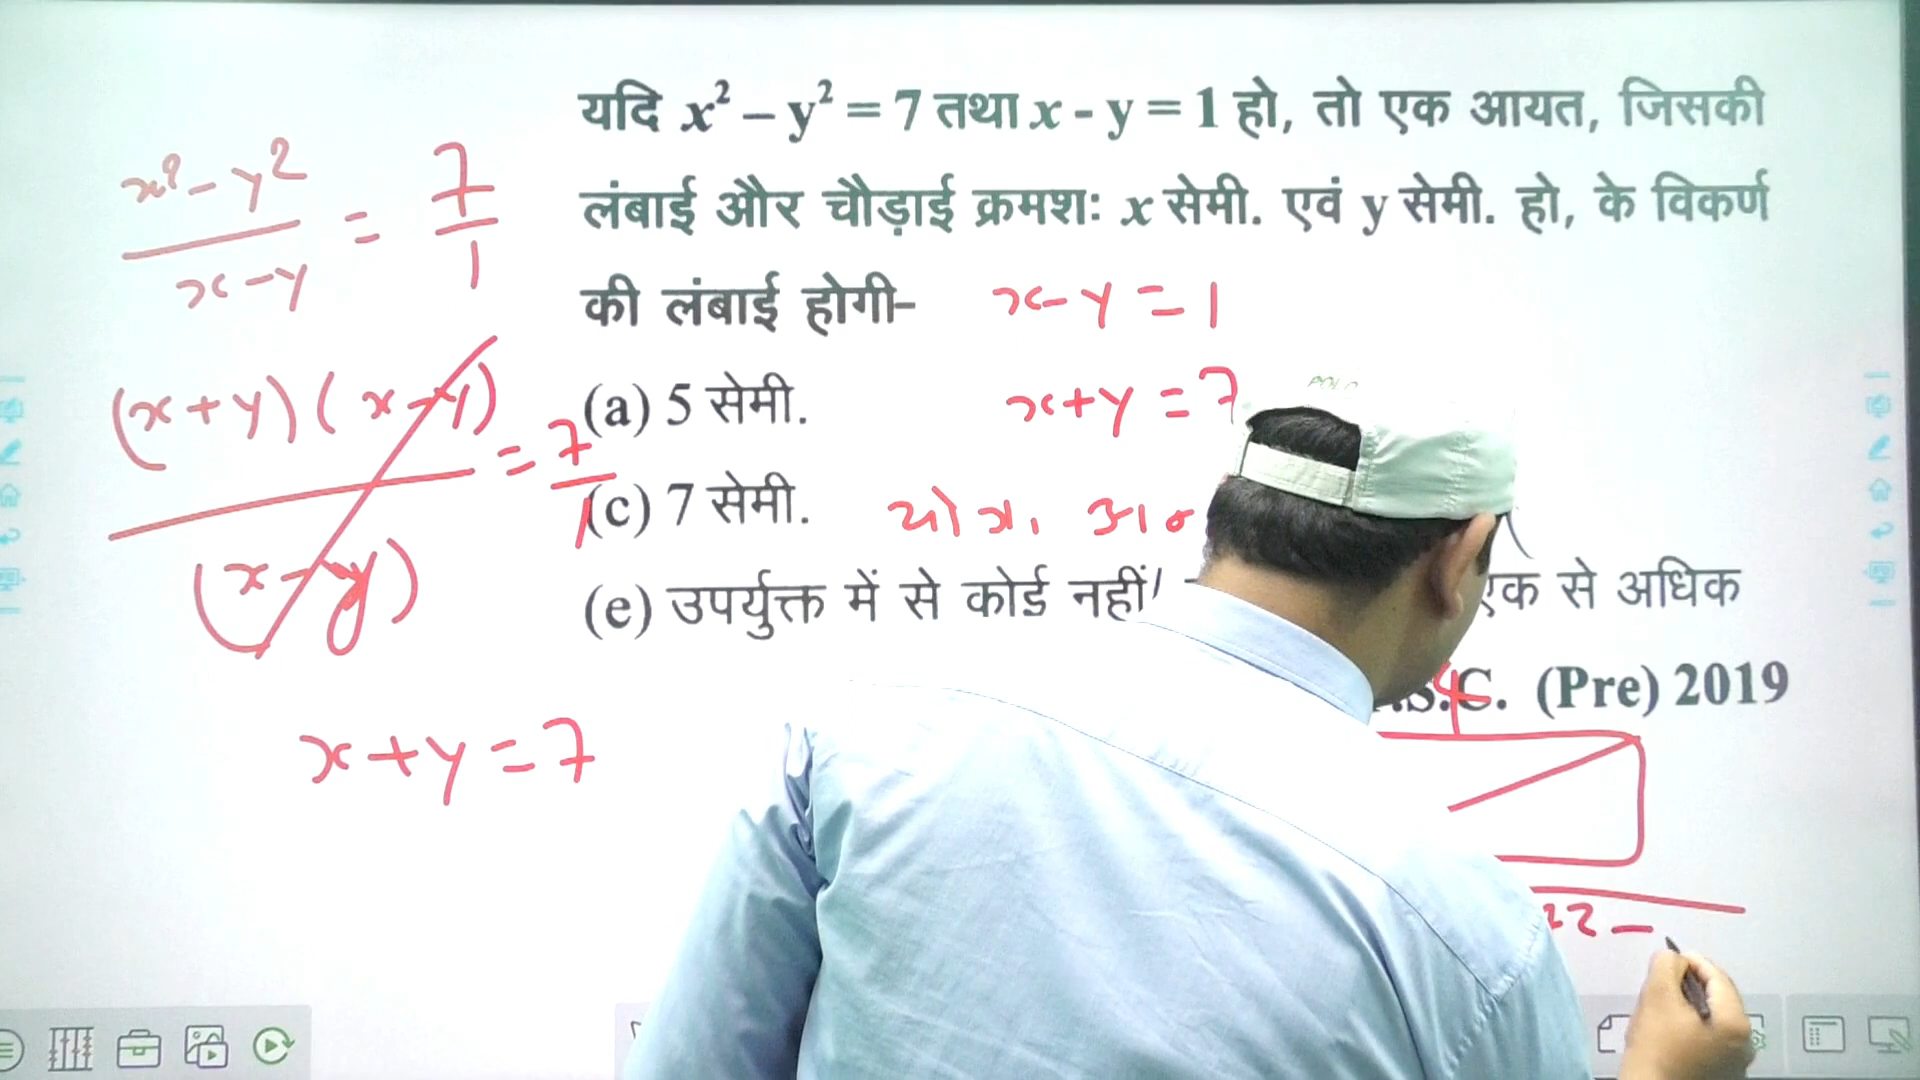 यदि x² – y² = 7 तथा x - y = 1 हो, तो एक आयत, जिसकी
लंबाई और चौड़ाई क्रमशः x सेमी. एवं y सेमी. हो, के विकर्ण
की लंबाई होगी-
(a) 5 सेमी.
(c) 7 सेमी.
(e) उपर्युक्त में से कोई नहीं/ एक से अधिक
(Pre) 2019
x² - y² / x - y = 7/1
(x + y) (x - y) / (x - y) = 7/1
x + y = 7
x - y = 1
x + y = 7
4